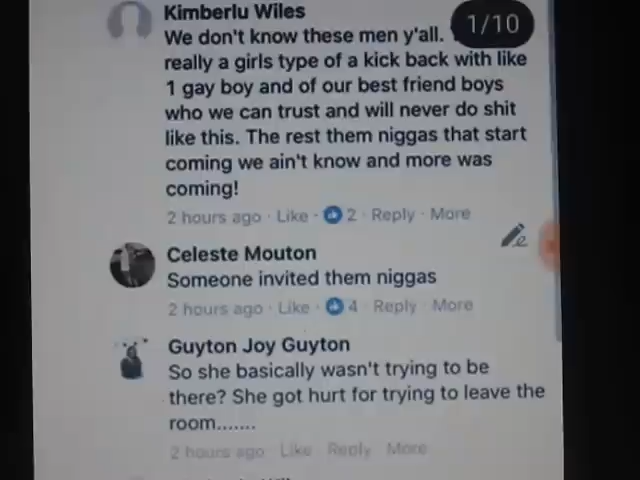 Kimberlu Wiles
1/10
We don't know these men y'all.
really a girls type of a kick back with like
1 gay boy and of our best friend boys
who we can trust and will never do shit
like this. The rest them niggas that start
coming we ain't know and more was
coming!
2 hours ago · Like · 2 · Reply · More
Celeste Mouton
Someone invited them niggas
2 hours ago · Like · 4 · Reply · More
Guyton Joy Guyton
So she basically wasn't trying to be
there? She got hurt for trying to leave the
room.......
2 hours ago · Like · Reply · More